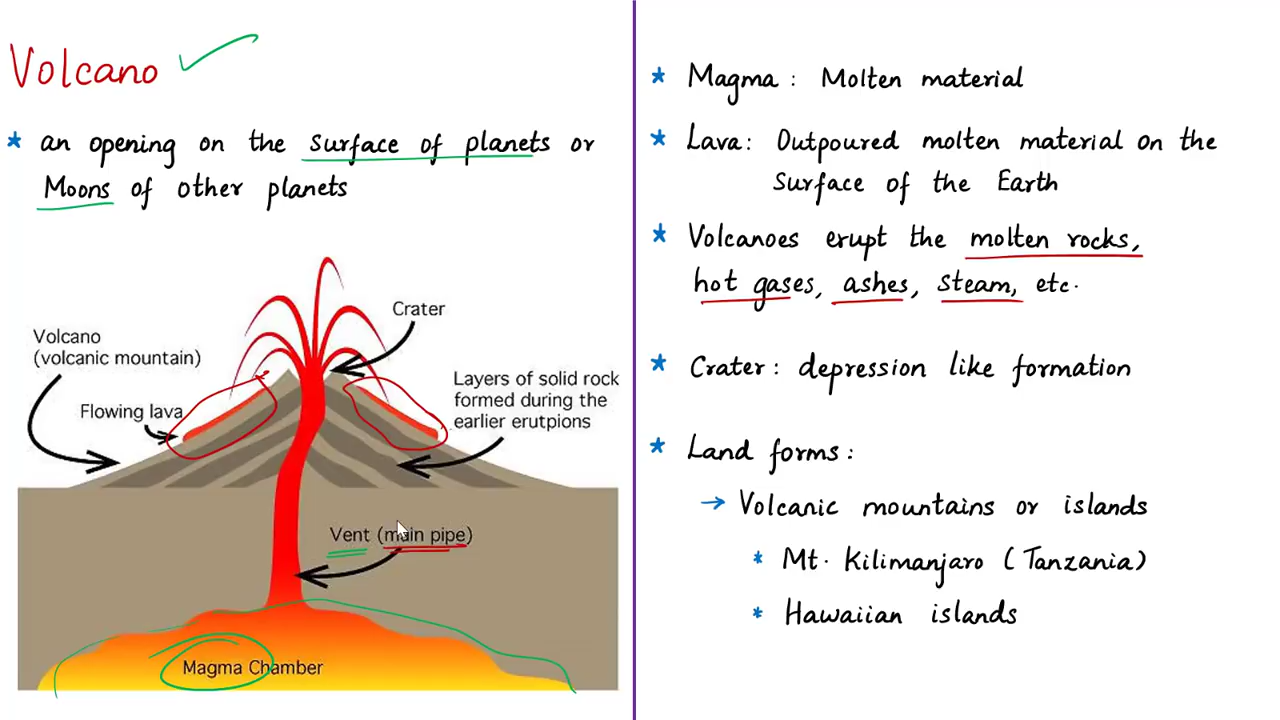 Volcano
* an opening on the surface of planets or
Moons of other planets
Crater
Volcano
(volcanic mountain)
Layers of solid rock
formed during the
earlier erutpions
Flowing lava
Vent (main pipe)
Magma Chamber
* Magma : Molten material
* Lava: Outpoured molten material on the
Surface of the Earth
* Volcanoes erupt the molten rocks,
hot gases, ashes, steam, etc.
* Crater : depression like formation
* Land forms :
→ Volcanic mountains or islands
* Mt. Kilimanjaro (Tanzania)
* Hawaiian islands